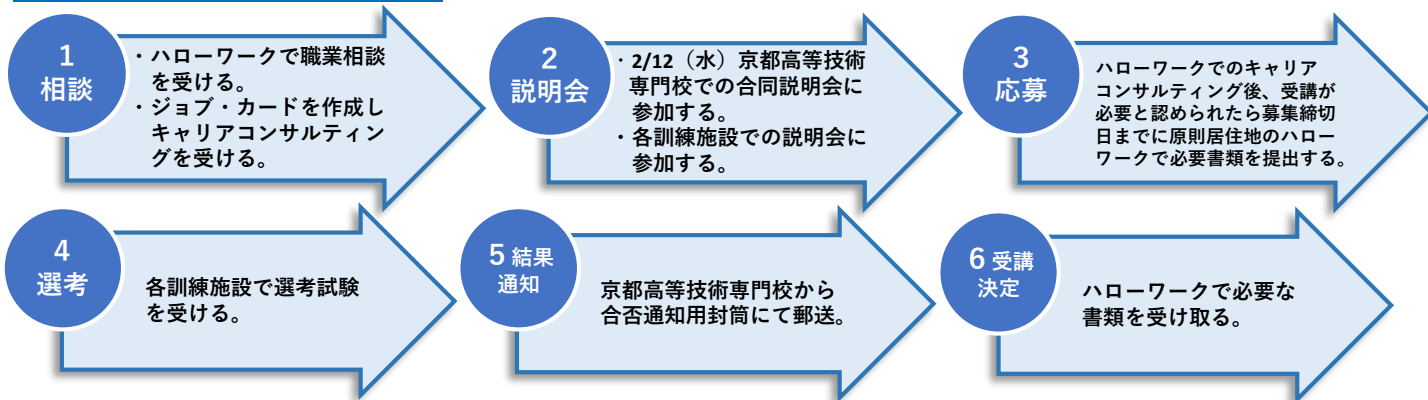 1
相談
・ハローワークで職業相談
を受ける。
・ジョブ・カードを作成し
キャリアコンサルティン
グを受ける。
2
説明会
・2/12（水）京都高等技術
専門校での合同説明会に
参加する。
・各訓練施設での説明会に
参加する。
3
応募
ハローワークでのキャリア
コンサルティング後、受講が
必要と認められたら募集締切
日までに原則居住地のハロー
ワークで必要書類を提出する。
4
選考
各訓練施設で選考試験
を受ける。
5 結果
通知
京都高等技術専門校から
合否通知用封筒にて郵送。
6 受講
決定
ハローワークで必要な
書類を受け取る。